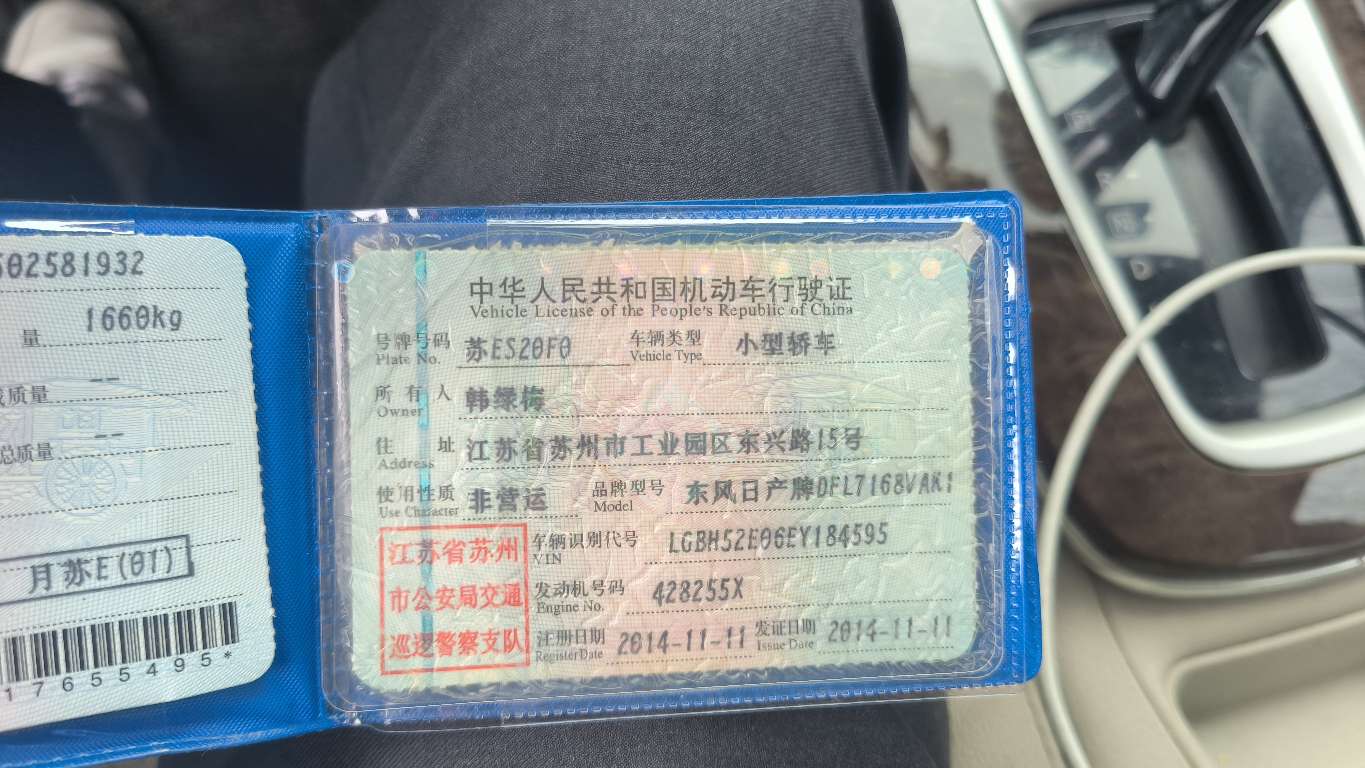 502581932
量 1660kg
质量 --
总质量 --
月苏E(01)
17655495*
中华人民共和国机动车行驶证
Vehicle License of the People's Republic of China
号牌号码 苏ES20F0 车辆类型 小型轿车
Plate No. Vehicle Type
所有人 韩绿梅
Owner
住址 江苏省苏州市工业园区东兴路15号
Address
使用性质 非营运 品牌型号 东风日产牌DFL7168VAK1
Use Character Model
江苏省苏州 车辆识别代号 LGBH52E06EY184595
VIN
市公安局交通 发动机号码 428255X
Engine No.
巡逻警察支队 注册日期 2014-11-11 发证日期 2014-11-11
Register Date Issue Date